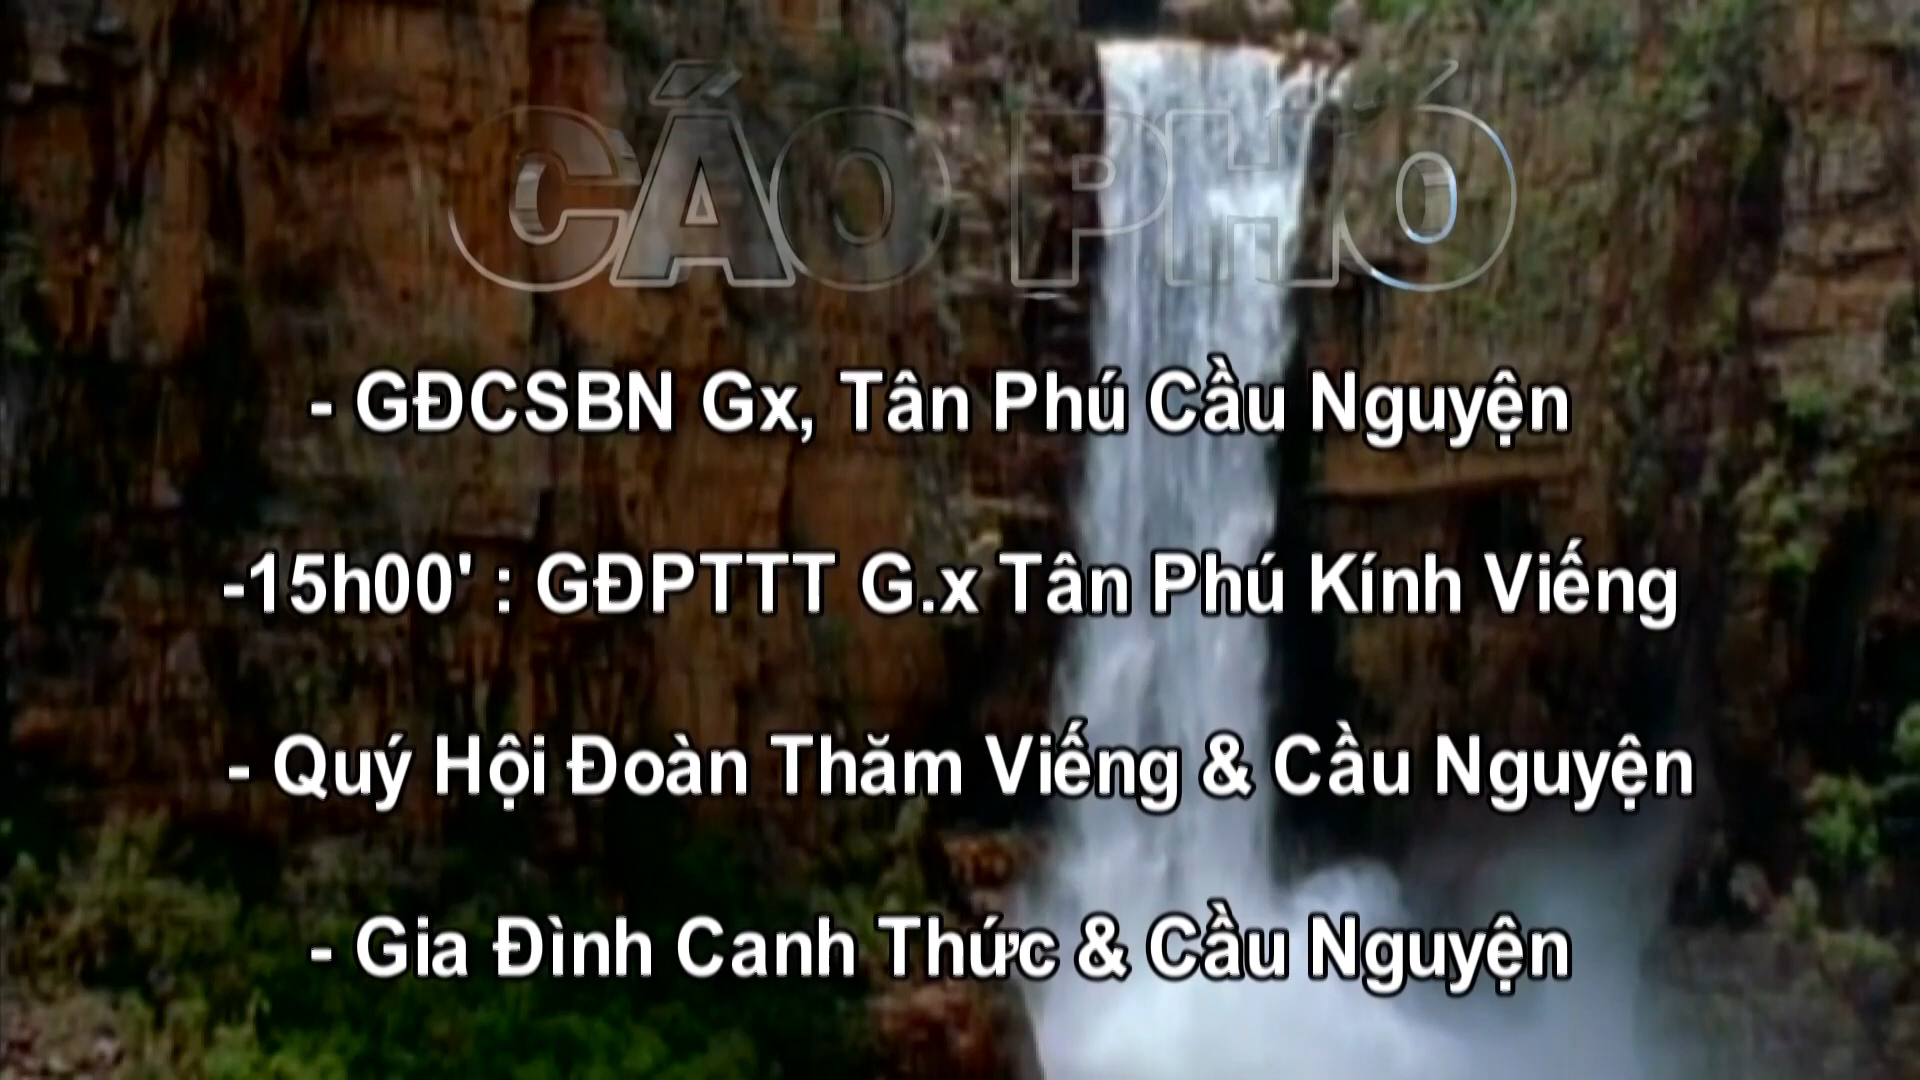 CẤO PHÓ
- GĐCSBN Gx, Tân Phú Cầu Nguyện
-15h00' : GĐPTTT G.x Tân Phú Kính Viếng
- Quý Hội Đoàn Thăm Viếng & Cầu Nguyện
- Gia Đình Canh Thức & Cầu Nguyện